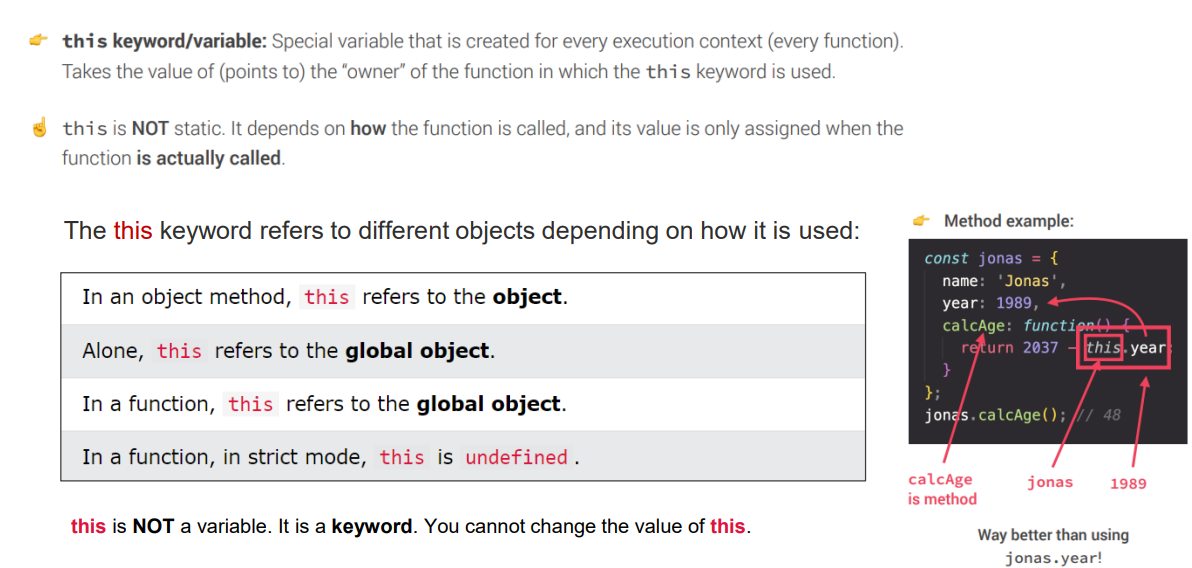 👉 this keyword/variable: Special variable that is created for every execution context (every function).
Takes the value of (points to) the “owner” of the function in which the this keyword is used.
☝ this is NOT static. It depends on how the function is called, and its value is only assigned when the
function is actually called.
The this keyword refers to different objects depending on how it is used:
In an object method, this refers to the object.
Alone, this refers to the global object.
In a function, this refers to the global object.
In a function, in strict mode, this is undefined.
this is NOT a variable. It is a keyword. You cannot change the value of this.
👉 Method example:
const jonas = {
name: 'Jonas',
year: 1989,
calcAge: function() {
return 2037 - this.year;
}
};
jonas.calcAge(); // 48
calcAge
is method
jonas
1989
Way better than using
jonas.year!